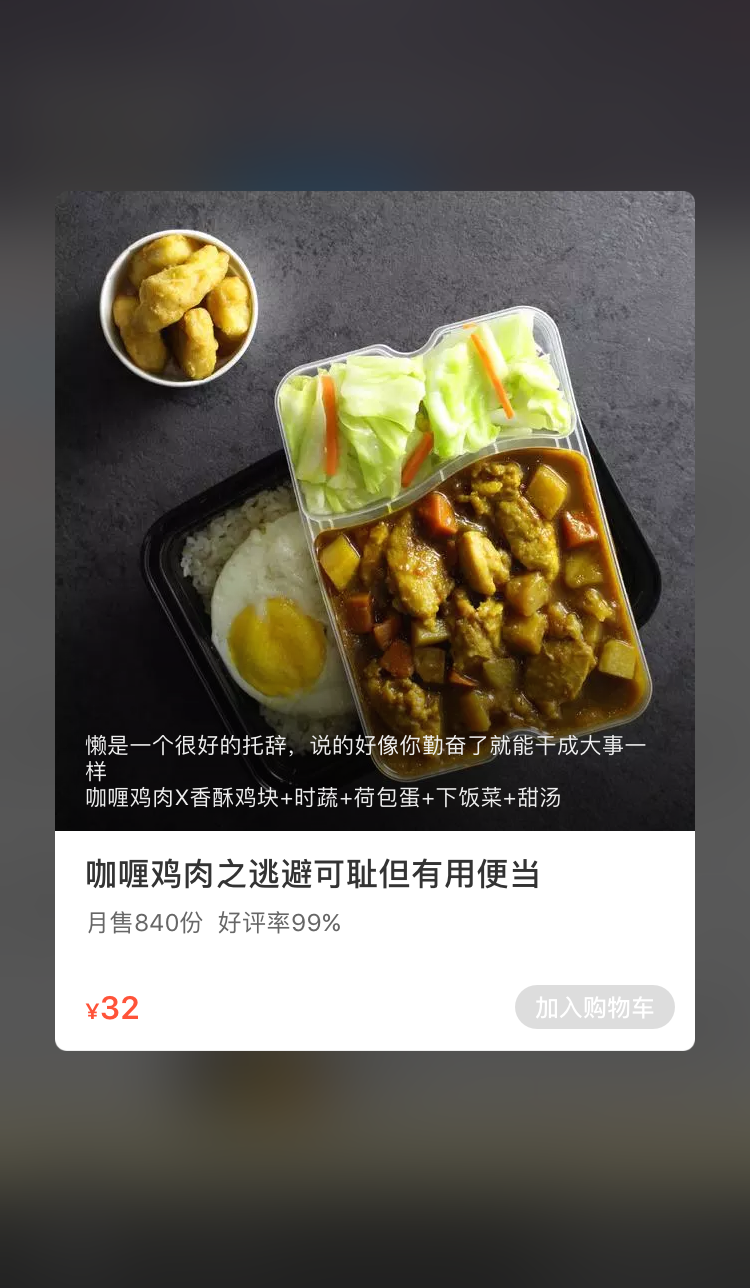 懒是一个很好的托辞，说的好像你勤奋了就能干成大事一
样
咖喱鸡肉X香酥鸡块+时蔬+荷包蛋+下饭菜+甜汤
咖喱鸡肉之逃避可耻但有用便当
月售840份 好评率99%
¥32
加入购物车